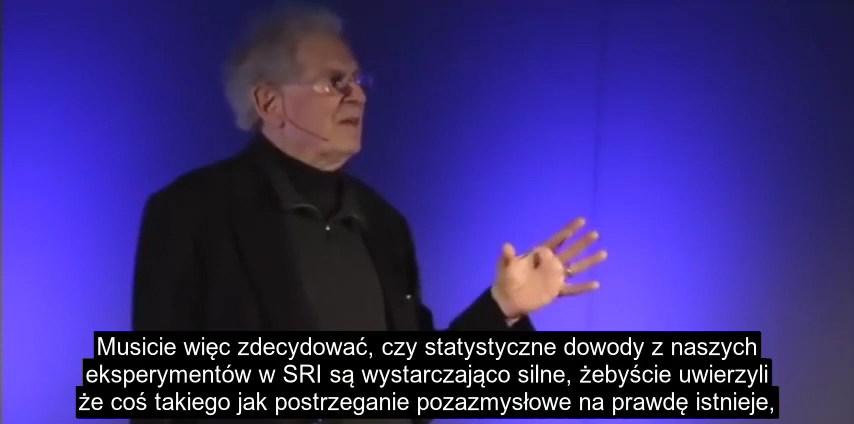 Musicie więc zdecydować, czy statystyczne dowody z naszych
eksperymentów w SRI są wystarczająco silne, żebyście uwierzyli
że coś takiego jak postrzeganie pozazmysłowe na prawdę istnieje,